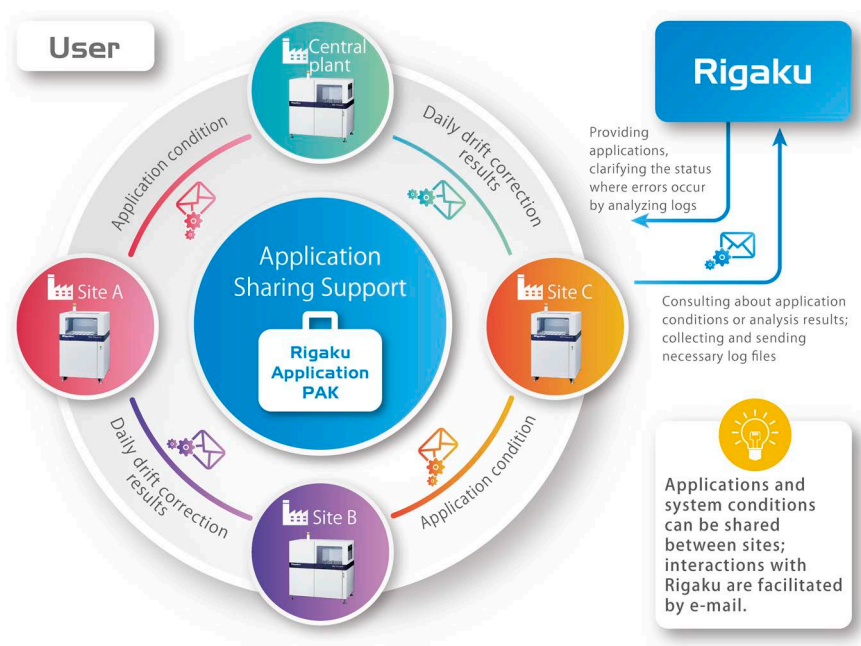 User
Central
plant
Rigaku
Application condition
Daily drift correction
results
Providing
applications,
clarifying the status
where errors occur
by analyzing logs
Application
Sharing Support
Rigaku
Application
PAK
Site A
Site C
Consulting about application
conditions or analysis results;
collecting and sending
necessary log files
Daily drift correction
results
Application condition
Site B
Applications and
system conditions
can be shared
between sites;
interactions with
Rigaku are facilitated
by e-mail.